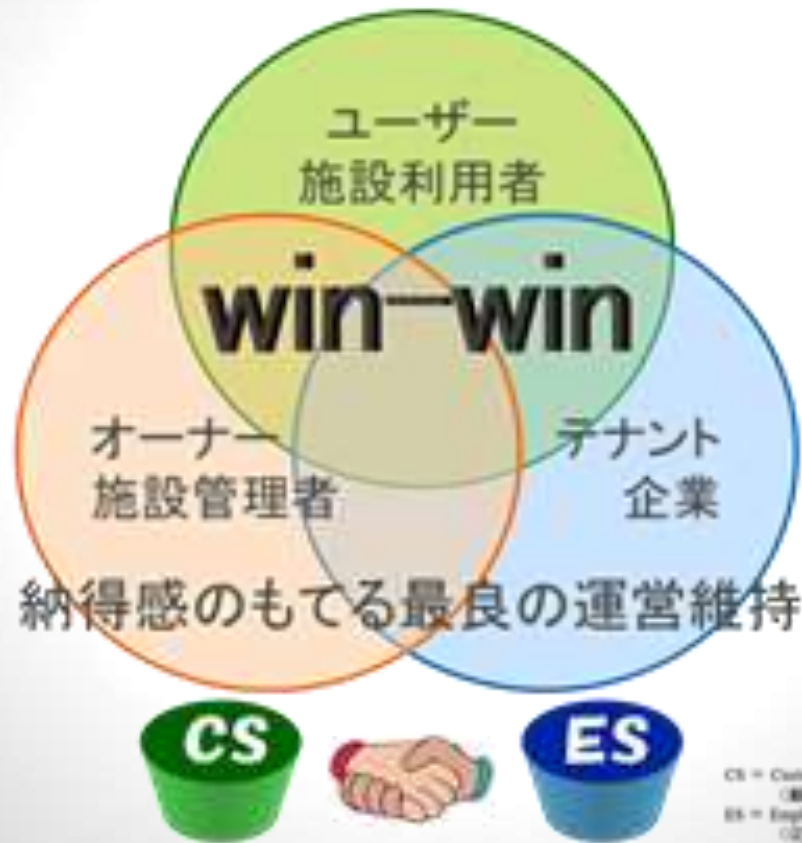 ユーザー
施設利用者
win-win
オーナー
施設管理者
テナント
企業
納得感のもてる最良の運営維持
CS
ES
CS =
ES =